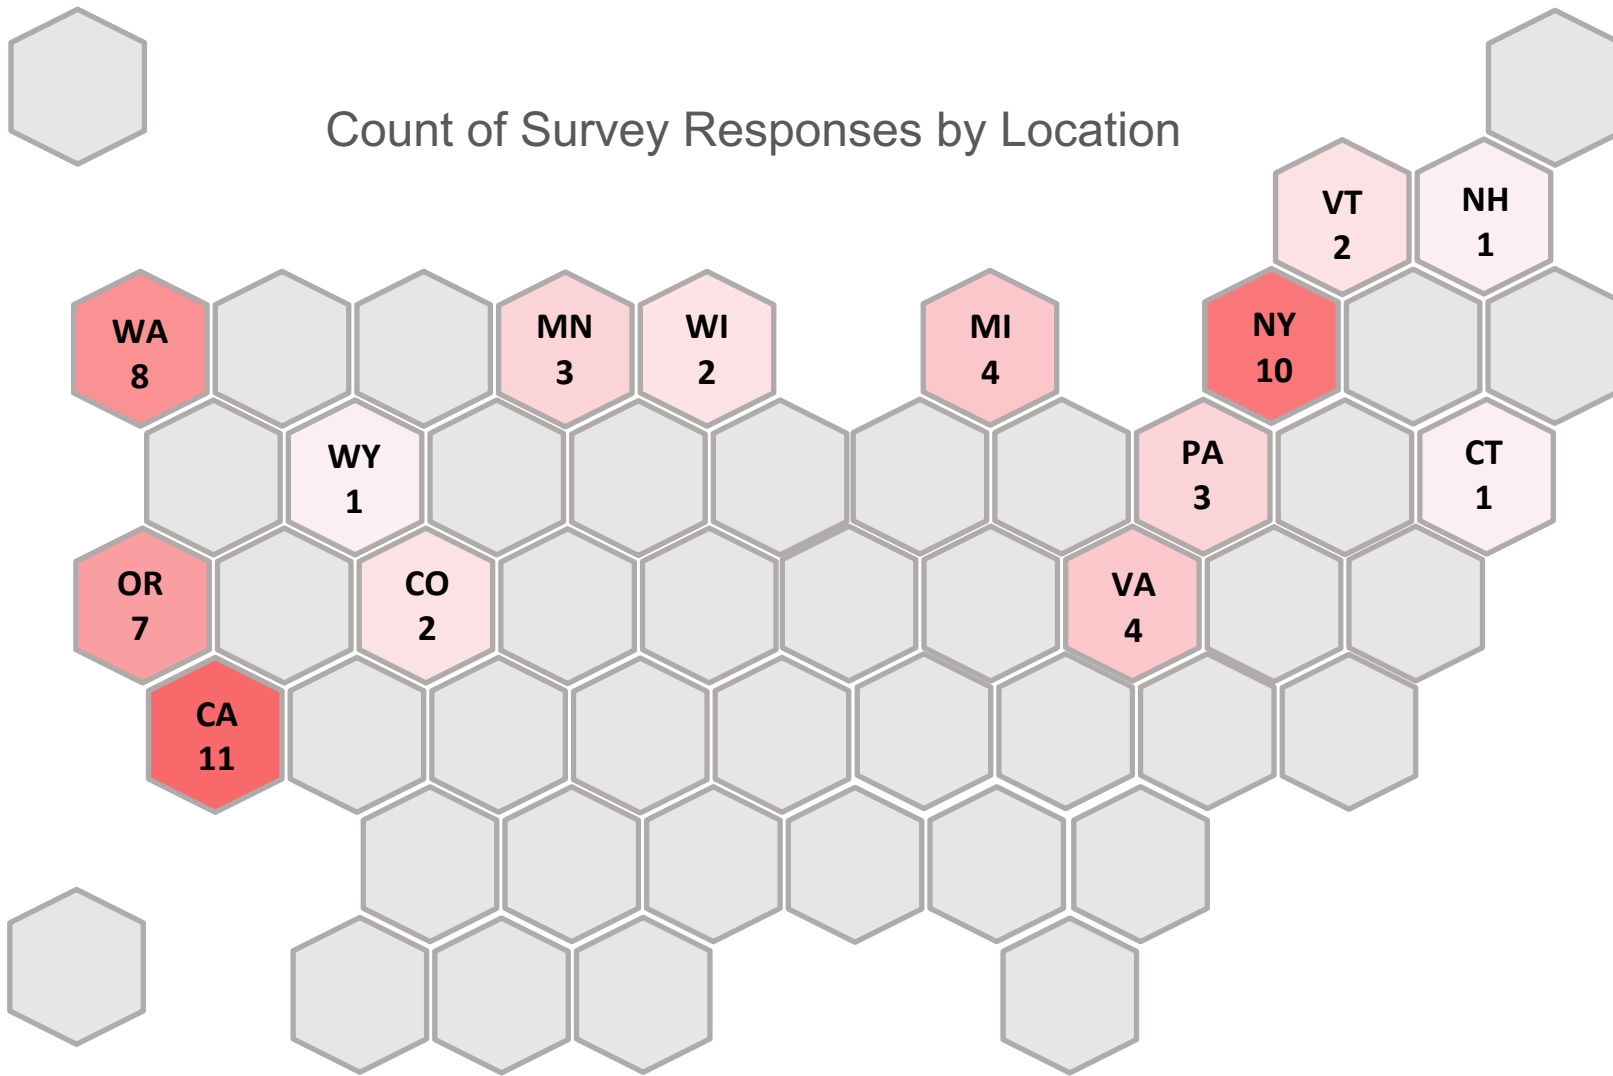 Count of Survey Responses by Location
VT
2
NH
1
WA
8
MN
3
WI
2
MI
4
NY
10
WY
1
PA
3
CT
1
OR
7
CO
2
VA
4
CA
11